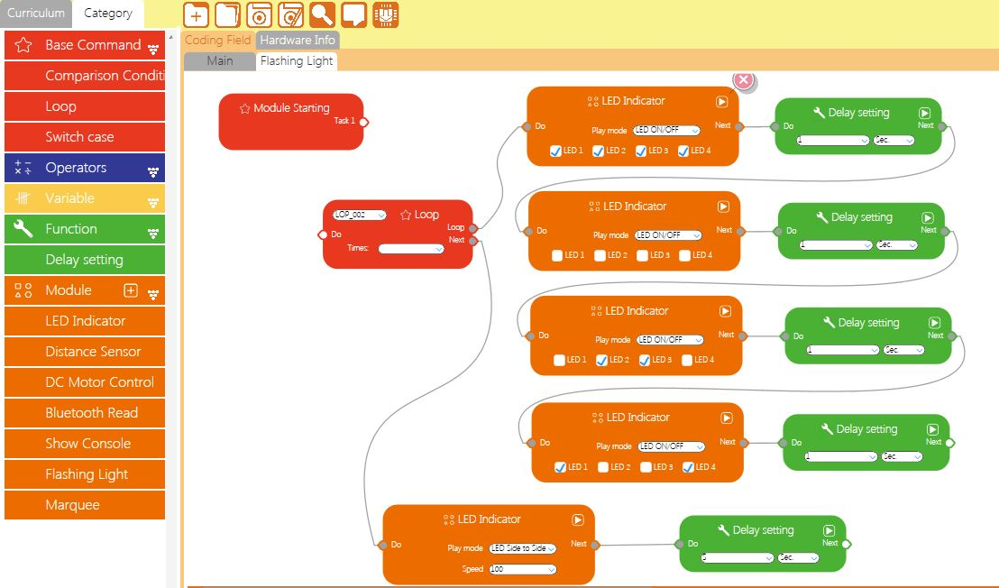 Curriculum
Category
Base Command
Comparison Conditi
Loop
Switch case
Operators
Variable
Function
Delay setting
Module
LED Indicator
Distance Sensor
DC Motor Control
Bluetooth Read
Show Console
Flashing Light
Marquee
Coding Field
Hardware Info
Main
Flashing Light
Module Starting
Task 1
LOP_002
Loop
Loop
Do
Next
Times:
LED Indicator
Do
Next
Play mode
LED ON/OFF
LED 1
LED 2
LED 3
LED 4
Delay setting
Do
Next
1
Sec.
LED Indicator
Do
Next
Play mode
LED ON/OFF
LED 1
LED 2
LED 3
LED 4
Delay setting
Do
Next
1
Sec.
LED Indicator
Do
Next
Play mode
LED ON/OFF
LED 1
LED 2
LED 3
LED 4
Delay setting
Do
Next
1
Sec.
LED Indicator
Do
Next
Play mode
LED ON/OFF
LED 1
LED 2
LED 3
LED 4
Delay setting
Do
Next
1
Sec.
LED Indicator
Do
Next
Play mode
LED Side to Side
Speed
100
Delay setting
Do
Next
5
Sec.